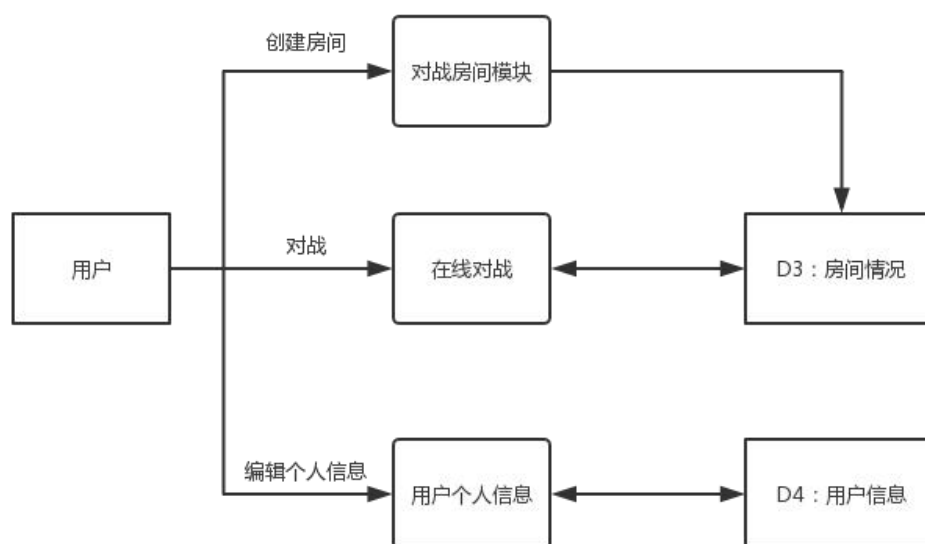 创建房间
对战房间模块
用户
对战
在线对战
D3：房间情况
编辑个人信息
用户个人信息
D4：用户信息